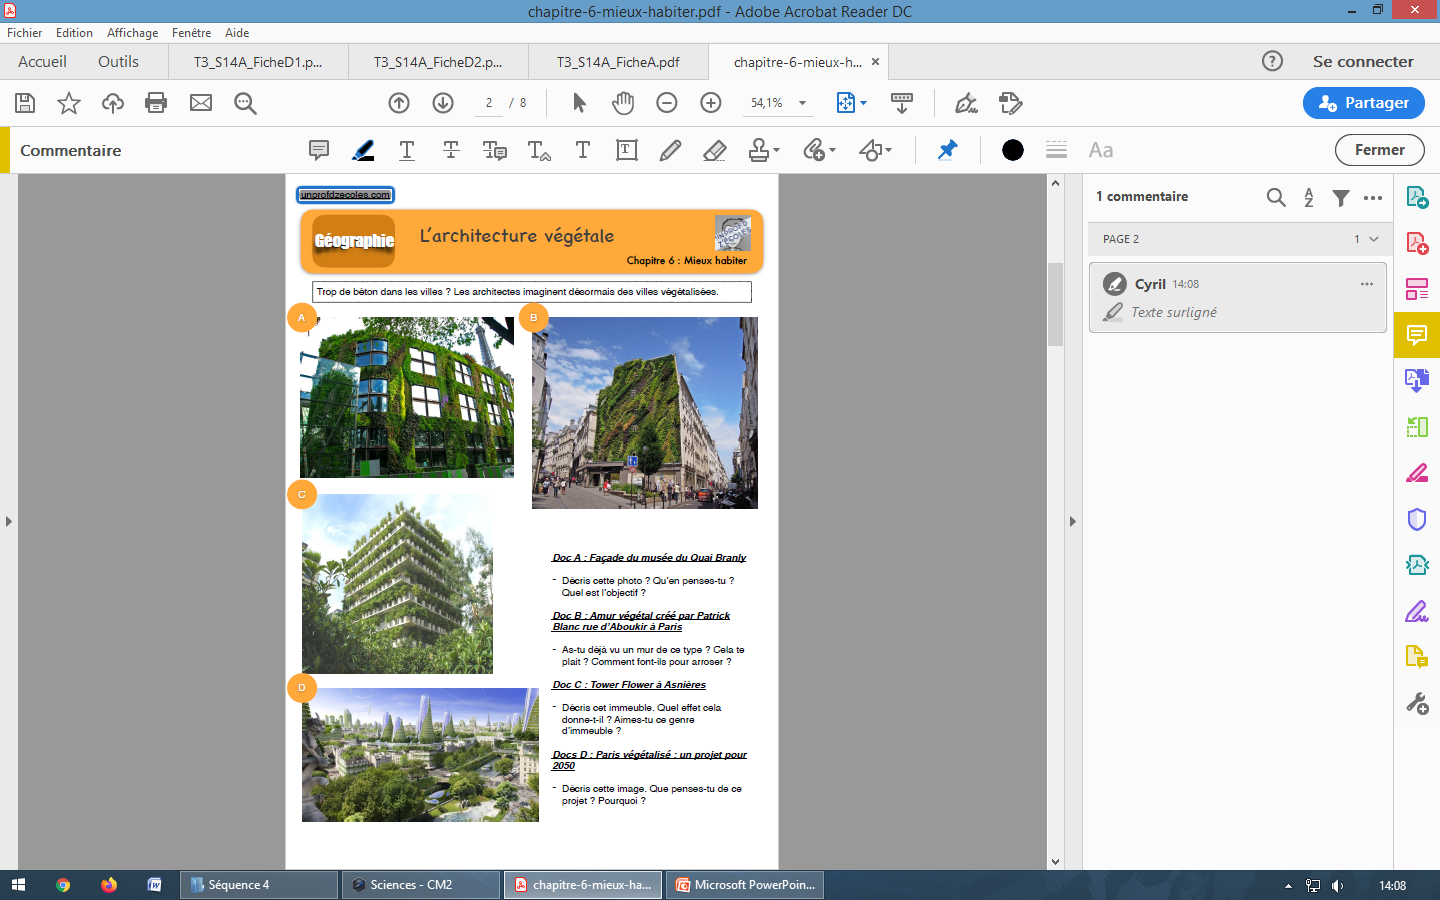 chapitre-6-mieux-habiter.pdf - Adobe Acrobat Reader DC
Fichier Edition Affichage Fenêtre Aide
Accueil Outils T3_S14A_FicheD1.p... T3_S14A_FicheD2.p... T3_S14A_FicheA.pdf chapitre-6-mieux-h... × ? Se connecter
2 / 8 54,1% Partager
Commentaire Aa Fermer
unprofdzecoles.com
Géographie
L'architecture végétale
Chapitre 6 : Mieux habiter
Trop de béton dans les villes ? Les architectes imaginent désormais des villes végétalisées.
A
B
C
D
Doc A : Façade du musée du Quai Branly
- Décris cette photo ? Qu'en penses-tu ?
Quel est l'objectif ?
Doc B : Amur végétal créé par Patrick
Blanc rue d'Aboukir à Paris
- As-tu déjà vu un mur de ce type ? Cela te
plait ? Comment font-ils pour arroser ?
Doc C : Tower Flower à Asnières
- Décris cet immeuble. Quel effet cela
donne-t-il ? Aimes-tu ce genre
d'immeuble ?
Docs D : Paris végétalisé : un projet pour
2050
- Décris cette image. Que penses-tu de ce
projet ? Pourquoi ?
1 commentaire
PAGE 2 1
Cyril 14:08
Texte surligné
Séquence 4 Sciences - CM2 chapitre-6-mieux-ha... Microsoft PowerPoin... 14:08